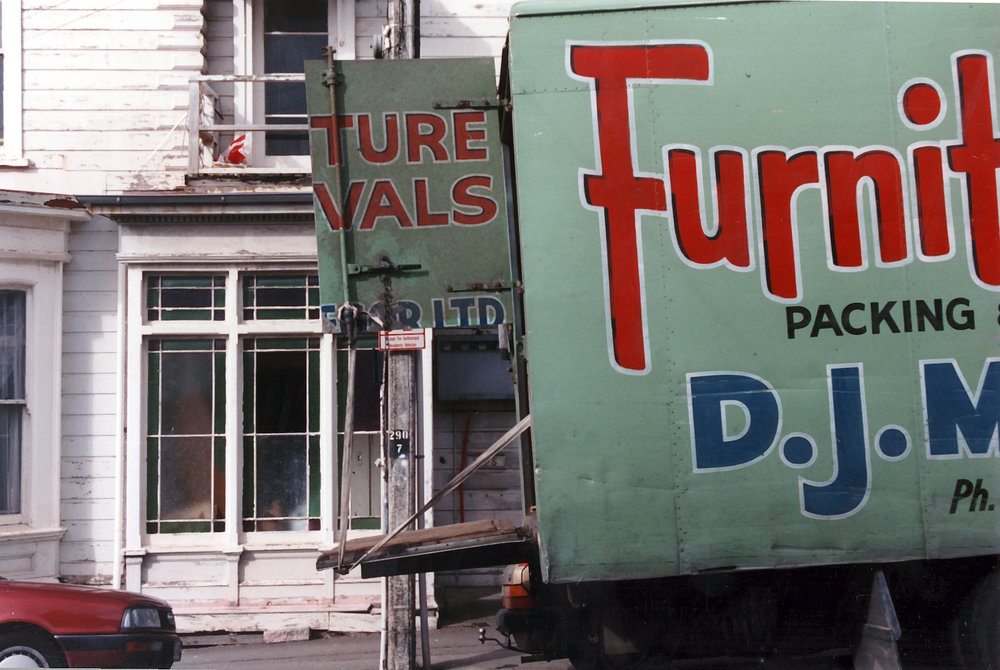 TURE
VALS
LTD
Furnit
PACKING &
D.J. M
Ph.
290
7